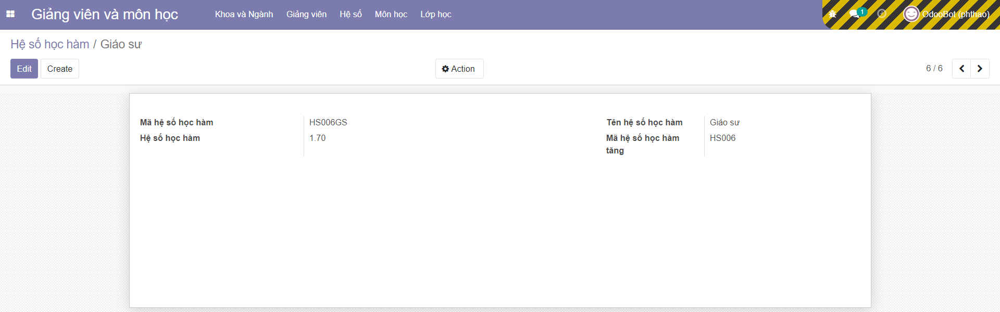 Giảng viên và môn học Khoa và Ngành Giảng viên Hệ số Môn học Lớp học 1 OdooBot (phthao)
Hệ số học hàm / Giáo sư
Edit Create Action 6 / 6
Mã hệ số học hàm HS006GS Tên hệ số học hàm Giáo sư
Hệ số học hàm 1.70 Mã hệ số học hàm HS006
tăng